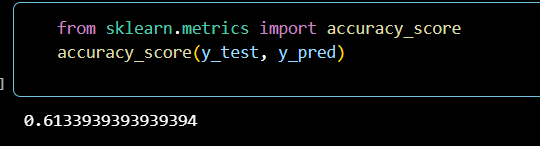 from sklearn.metrics import accuracy_score
accuracy_score(y_test, y_pred)
]
0.6133939393939394